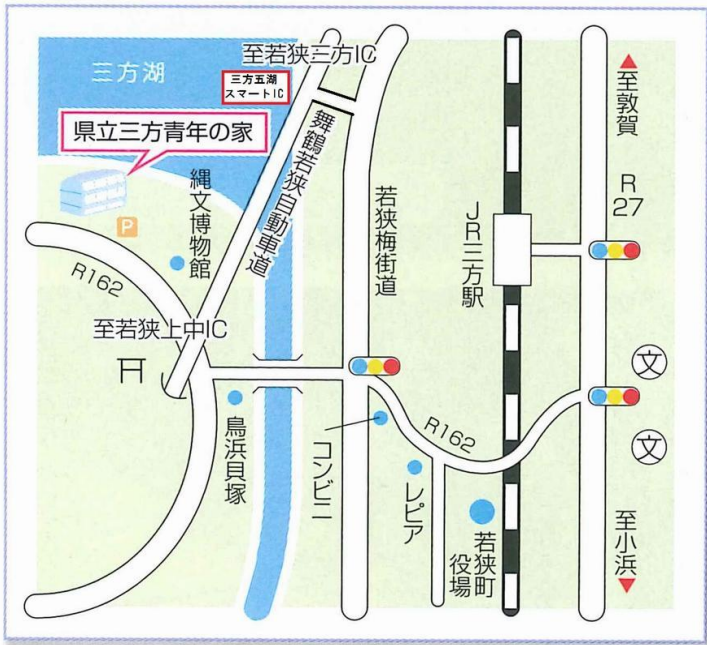 至若狭三方IC
三方湖
三方五湖
スマートIC
県立三方青年の家
舞鶴若狭自動車道
至敦賀
R
27
縄文博物館
P
若狭梅街道
JR三方駅
R162
至若狭上中IC
文
R162
鳥浜貝塚
コンビニ
レピア
文
若狭町
役場
至小浜